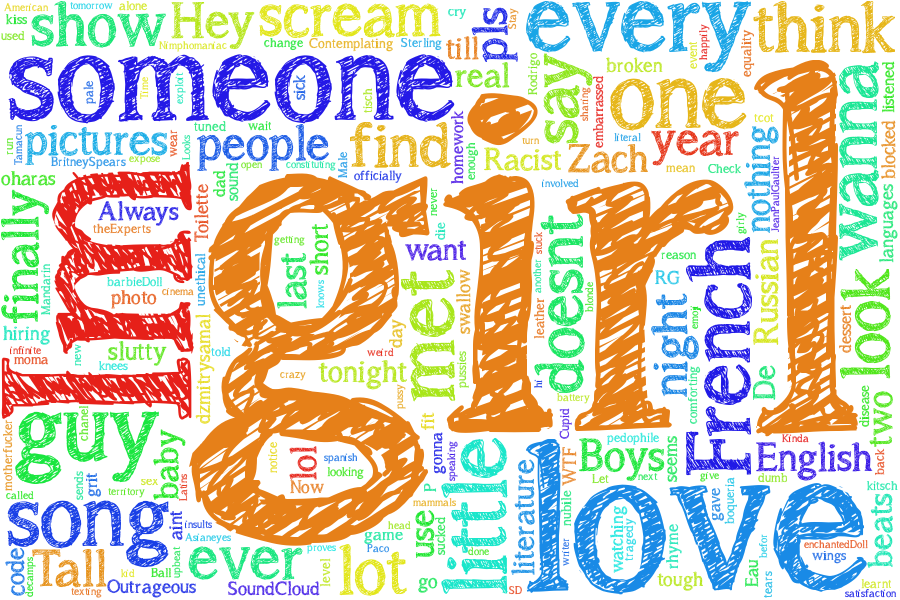 American tomorrow alone
show Hey scream every think
kiss
used
Nimphomaniac change Contemplating Sterling
cry
till
pls
Stay
event
happily
equality
someone
pale
Time
exploit
sick
tisch
real
Rodrigo
say
sharing
embarrassed
broken
one
literal
tcot
wanna
listened
blocked
run
Tamacun
pictures
BritneySpears
expose
wear
Looks
tuned
wait
people
open
constituting
Male
find
officially
homework
enough
Racist
turn
Zach
year
mean
Check
nothing
JeanPaulGaultier
languages
oharas
finally
Mandarin
Im
Always
theExperts
barbieDoll
photo
cinema
Toilette
unethical
dad
sound
girl
getting
last
short
knows
never
die
want
met
swallow
pussies
involved
stuck
another
leather
hi
doesnt
blonde
battery
reason
RG
night
emoj
comforting
girly
French
De
Russian
look
dessert
disease
hiring
infinite
moma
new
slutty
knees
dzmitrysamal
told
crazy
weird
day
tonight
pussy
fit
guy
chanel
motherfucker
called
sends
grit
territory
baby
sex
Latins
notice
lol
Now
spanish
looking
gonna
speaking
P
Cupid
WTF
pedophile
Boys
Let
next
seems
give
English
Kinda
dumb
back
two
kitsch
song
code
decamps
Tall
texting
kid
Ball
upbeat
aint
insults
Asianeyes
ever
Outrageous
SoundCloud
proves
level
Paco
lot
head
game
use
sucked
mammals
go
little
done
SD
literature
writer
nubile
love
watching
tragedy
rhyme
tough
gave
boqueria
Eau
tears
befor
enchantedDoll
wings
beats
learnt
satisfaction